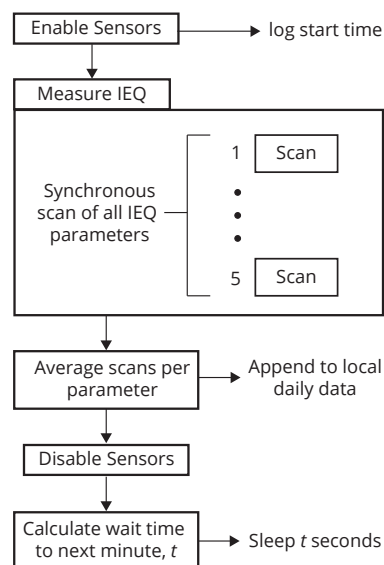 Enable Sensors
log start time
Measure IEQ
Synchronous
scan of all IEQ
parameters
1 Scan
5 Scan
Average scans per
parameter
Append to local
daily data
Disable Sensors
Calculate wait time
to next minute, t
Sleep t seconds